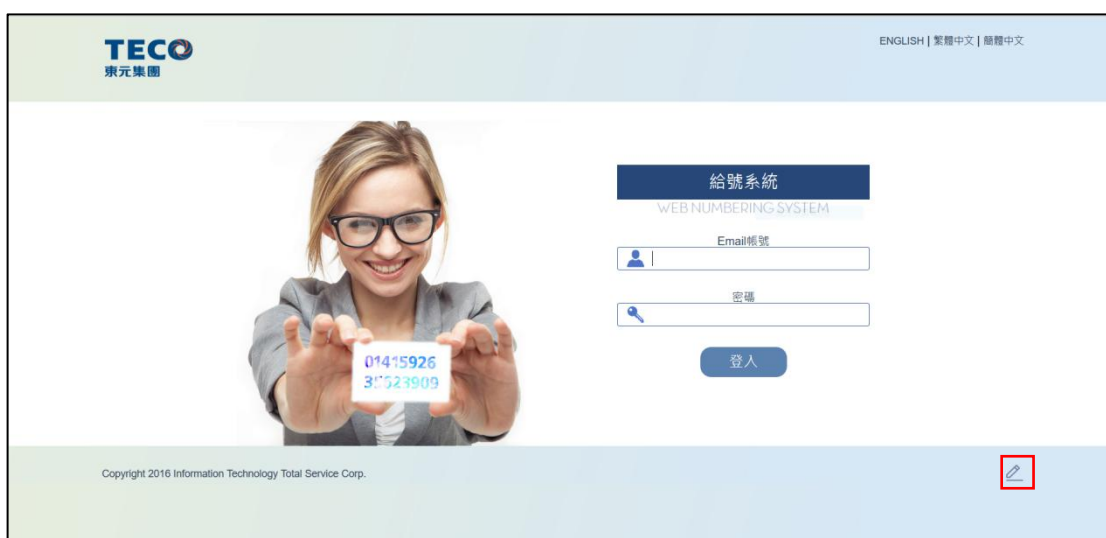 TECO
東元集團
ENGLISH | 繁體中文 | 簡體中文
給號系統
WEB NUMBERING SYSTEM
Email帳號
密碼
登入
01415926
Copyright 2016 Information Technology Total Service Corp.